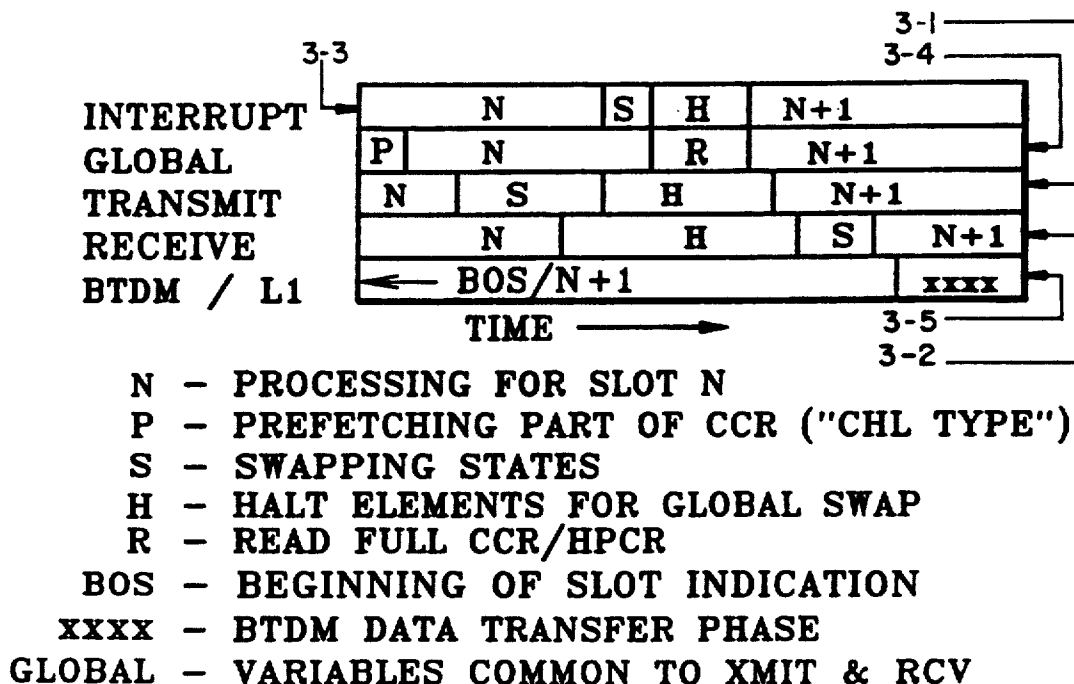 3-1
3-3 3-4
INTERRUPT N S H N+1
GLOBAL P N R N+1
TRANSMIT N S H N+1
RECEIVE N H S N+1
BTDM / L1 BOS/N+1 xxxx
TIME 3-5
3-2
N - PROCESSING FOR SLOT N
P - PREFETCHING PART OF CCR ("CHL TYPE")
S - SWAPPING STATES
H - HALT ELEMENTS FOR GLOBAL SWAP
R - READ FULL CCR/HPCR
BOS - BEGINNING OF SLOT INDICATION
xxxx - BTDM DATA TRANSFER PHASE
GLOBAL - VARIABLES COMMON TO XMIT & RCV